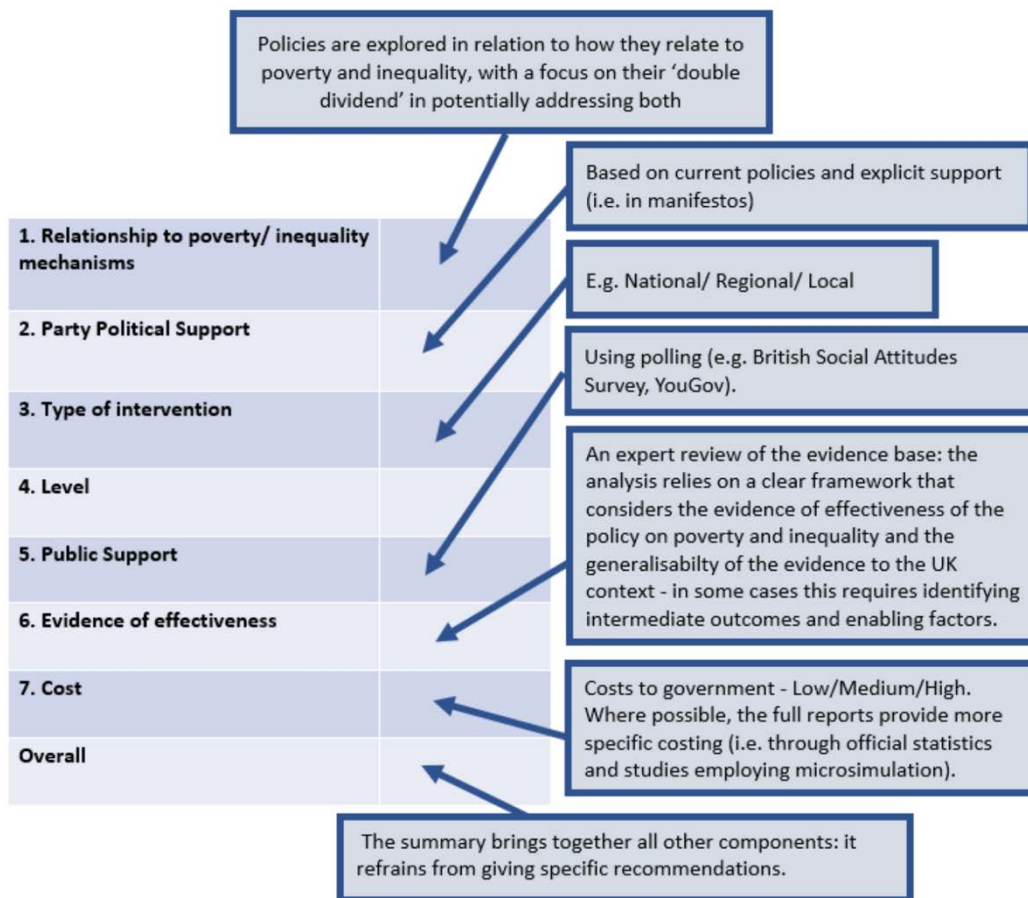 Policies are explored in relation to how they relate to
poverty and inequality, with a focus on their ‘double
dividend’ in potentially addressing both
Based on current policies and explicit support
(i.e. in manifestos)
1. Relationship to poverty/ inequality
mechanisms
E.g. National/ Regional/ Local
2. Party Political Support
Using polling (e.g. British Social Attitudes
Survey, YouGov).
3. Type of intervention
4. Level
5. Public Support
6. Evidence of effectiveness
An expert review of the evidence base: the
analysis relies on a clear framework that
considers the evidence of effectiveness of the
policy on poverty and inequality and the
generalisabilty of the evidence to the UK
context - in some cases this requires identifying
intermediate outcomes and enabling factors.
7. Cost
Costs to government - Low/Medium/High.
Where possible, the full reports provide more
specific costing (i.e. through official statistics
and studies employing microsimulation).
Overall
The summary brings together all other components: it
refrains from giving specific recommendations.